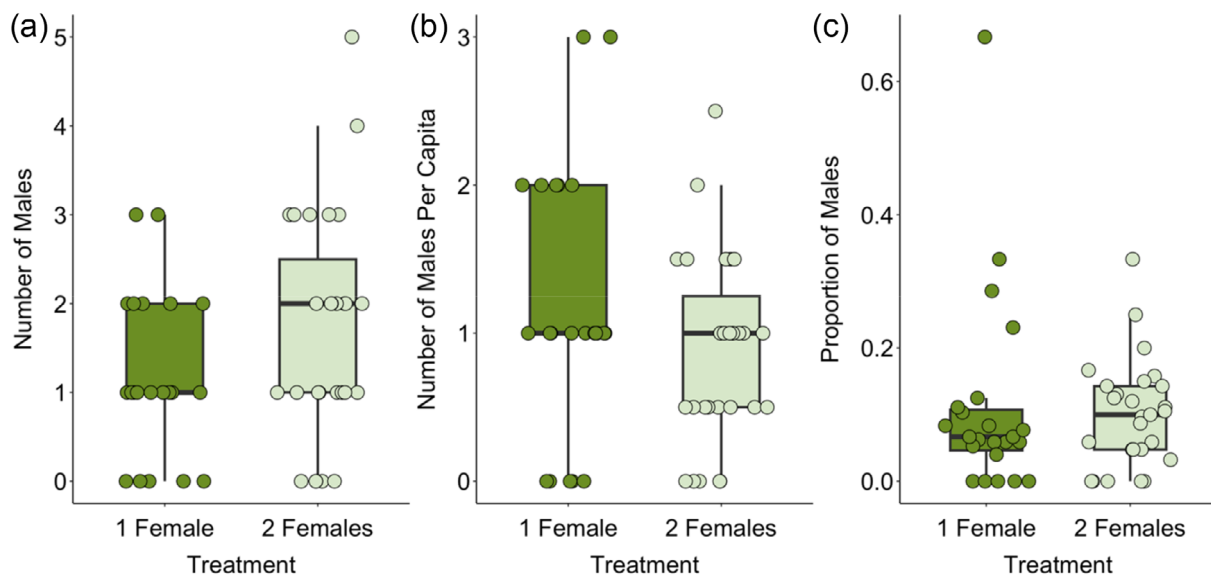 (a)
5
4
3
2
1
0
Number of Males
1 Female
2 Females
Treatment
(b)
3
2
1
0
Number of Males Per Capita
1 Female
2 Females
Treatment
(c)
0.6
0.4
0.2
0.0
Proportion of Males
1 Female
2 Females
Treatment